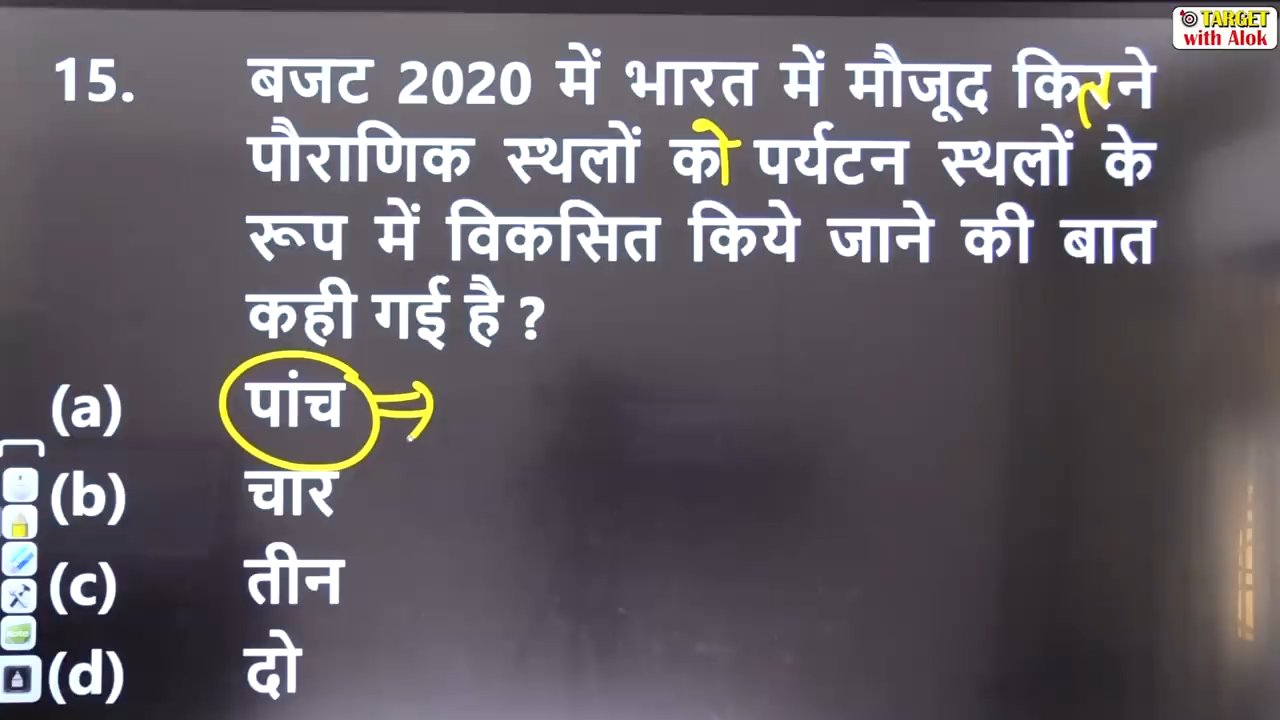 TARGET
with Alok
15. बजट 2020 में भारत में मौजूद कितने
पौराणिक स्थलों को पर्यटन स्थलों के
रूप में विकसित किये जाने की बात
कही गई है ?
(a) पांच
(b) चार
(c) तीन
(d) दो